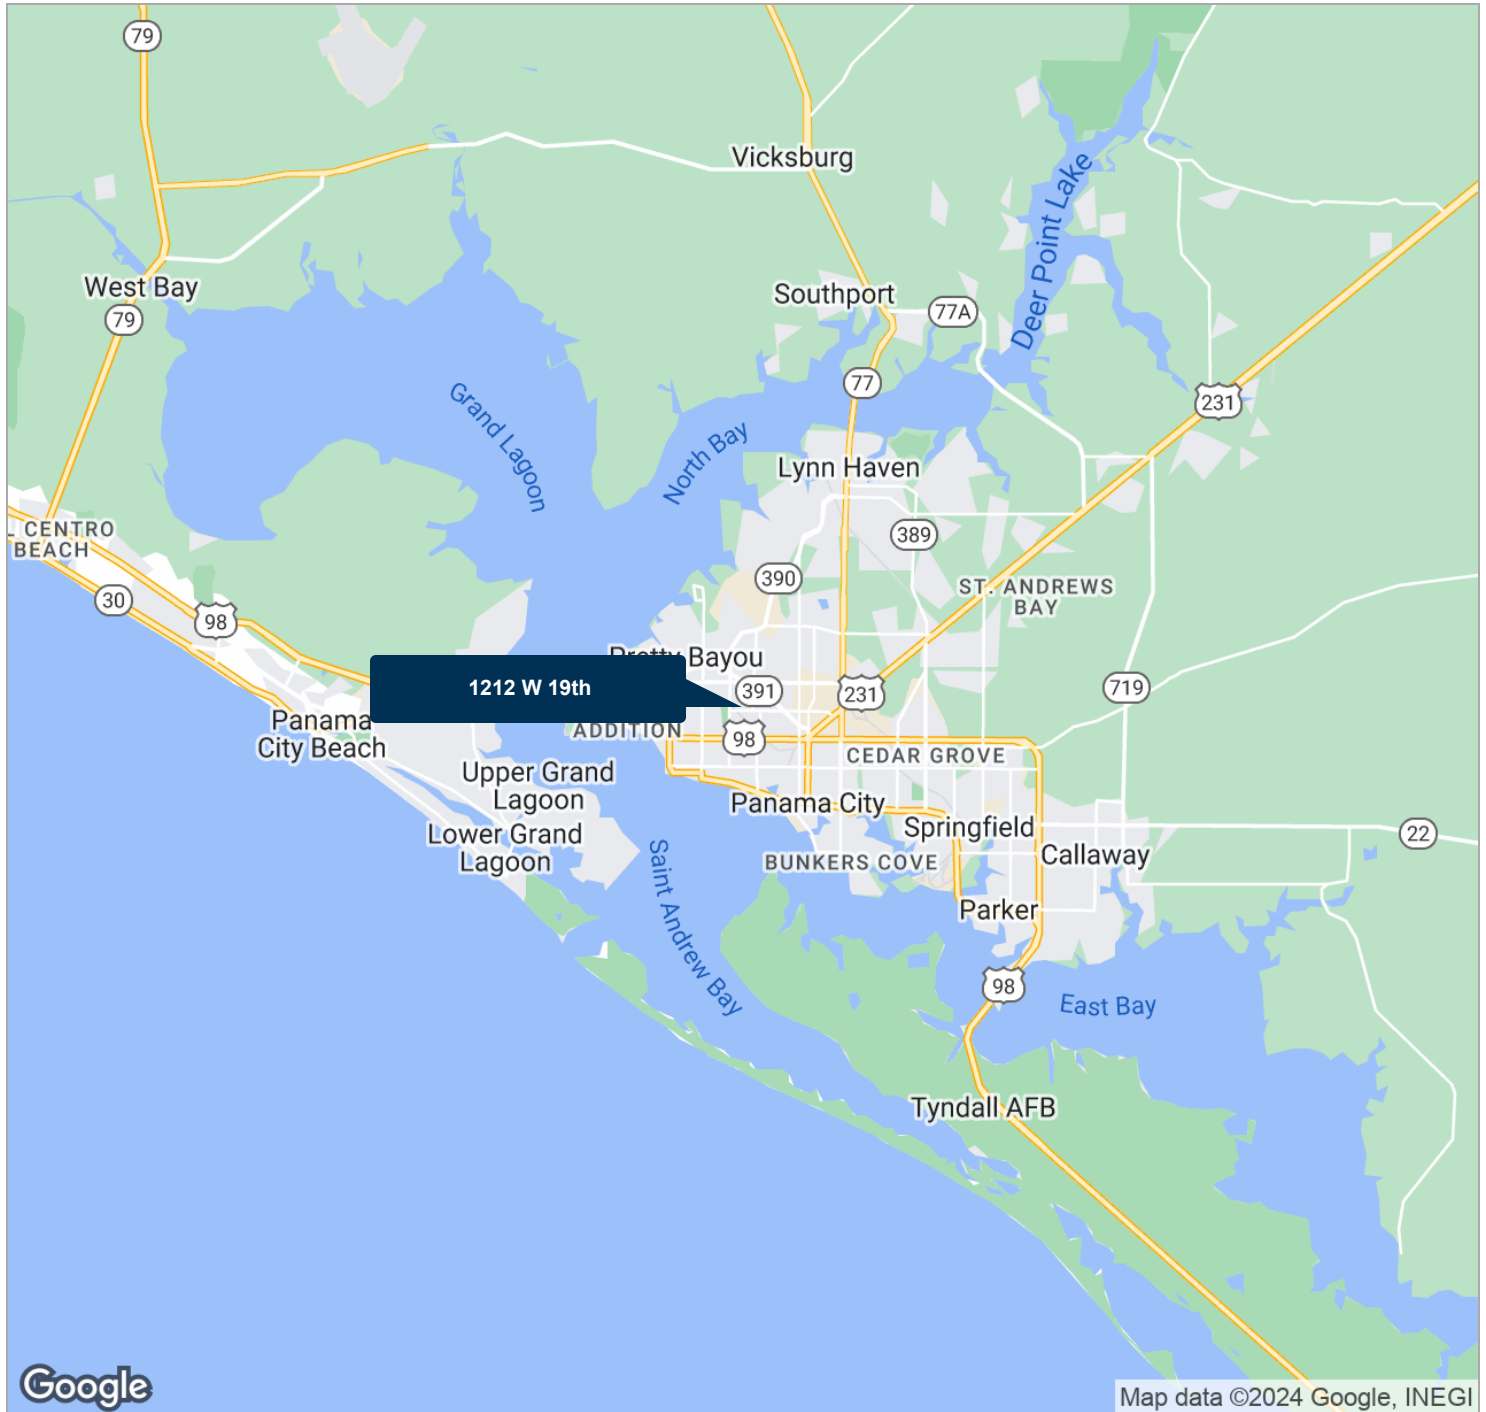 79
Vicksburg
Deer Point Lake
West Bay
79
Southport
77A
77
231
Grand Lagoon
North Bay
Lynn Haven
L CENTRO
BEACH
389
390
ST. ANDREWS
BAY
30
98
Pretty Bayou
1212 W 19th
391
231
719
Panama
City Beach
ADDITION
98
CEDAR GROVE
Upper Grand
Lagoon
Panama City
Springfield
22
Lower Grand
Lagoon
Saint Andrew Bay
BUNKERS COVE
Callaway
Parker
98
East Bay
Tyndall AFB
Google
Map data ©2024 Google, INEGI